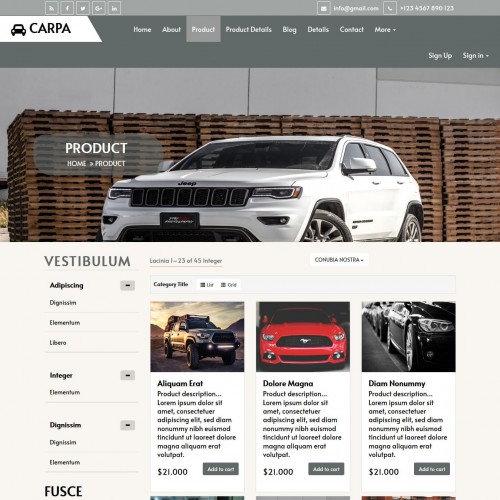 info@gmail.com +123 4567 890 123
CARPA
Home About Product Product Details Blog Details Contact More
Sign Up Sign in
PRODUCT
HOME » PRODUCT
Jeep
VESTIBULUM
Lacinia 1–23 of 45 Integer
CONUBIA NOSTRA
Adipiscing
Category Title List Grid
Dignissim
Elementum
Libero
Integer
Elementum
Dignissim
Dignissim
Elementum
FUSCE
Aliquam Erat
Product description...
Lorem ipsum dolor sit
amet, consectetuer
adipiscing elit, sed diam
nonummy nibh euismod
tincidunt ut laoreet dolore
magna aliquam erat
volutpat.
$21.000 Add to cart
Dolore Magna
Product description...
Lorem ipsum dolor sit
amet, consectetuer
adipiscing elit, sed diam
nonummy nibh euismod
tincidunt ut laoreet dolore
magna aliquam erat
volutpat.
$21.000 Add to cart
Diam Nonummy
Product description...
Lorem ipsum dolor sit
amet, consectetuer
adipiscing elit, sed diam
nonummy nibh euismod
tincidunt ut laoreet dolore
magna aliquam erat
volutpat.
$21.000 Add to cart